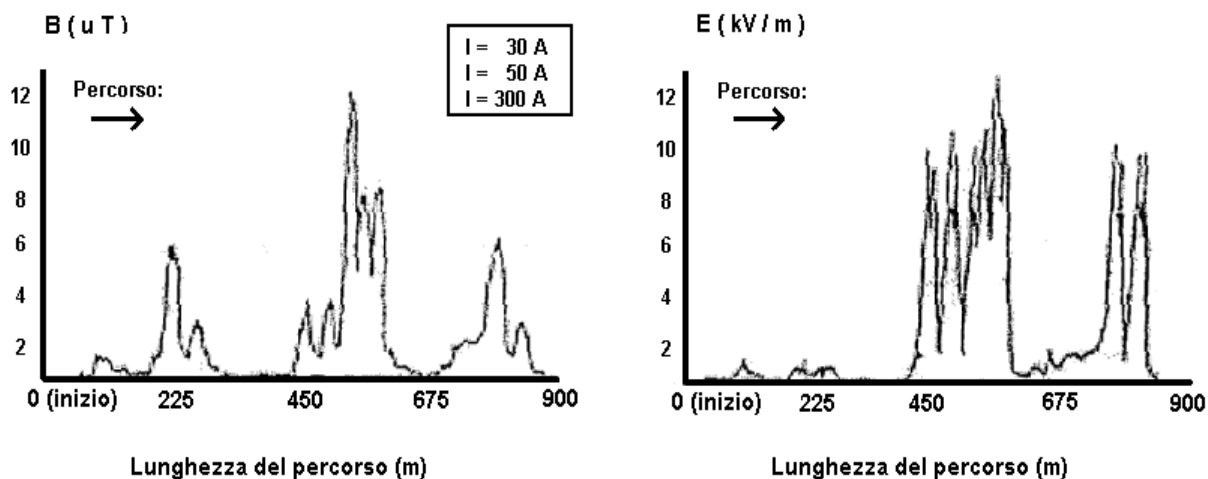 B ( u T )
I = 30 A
I = 50 A
I = 300 A
Percorso:
12
10
8
6
4
2
0 (inizio) 225 450 675 900
Lunghezza del percorso (m)
E ( kV / m )
Percorso:
12
10
8
6
4
2
0 (inizio) 225 450 675 900
Lunghezza del percorso (m)